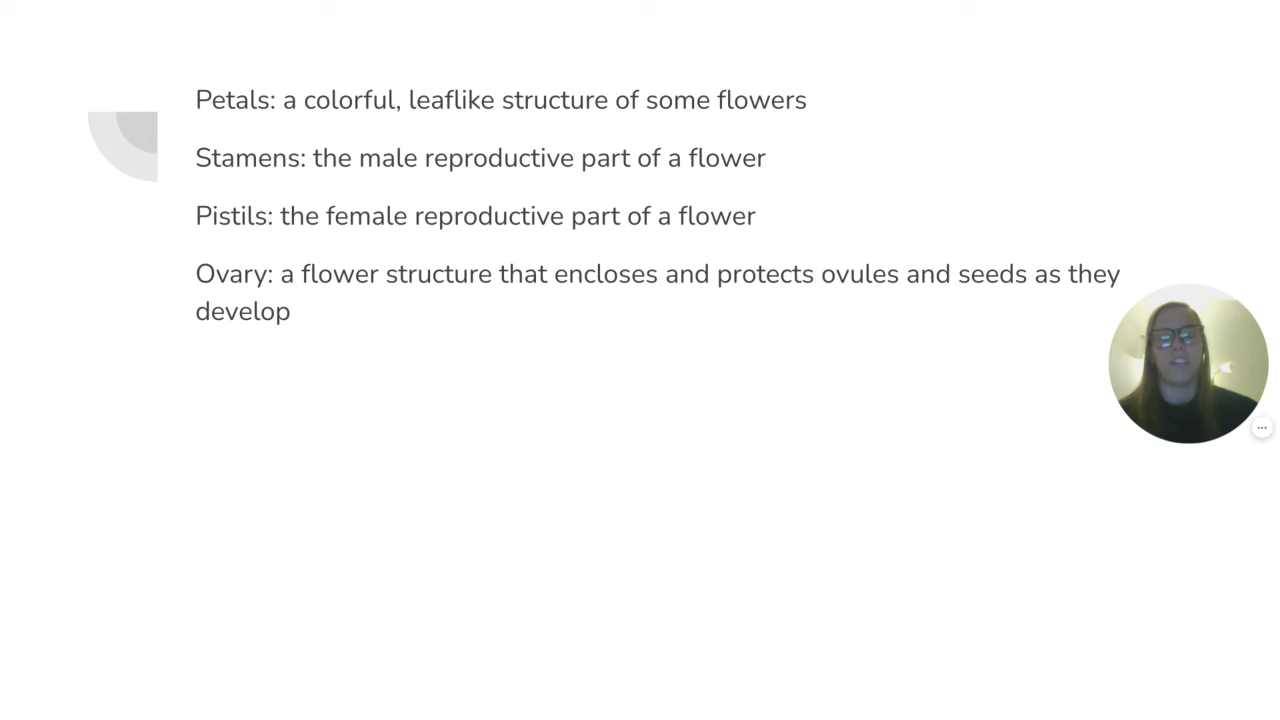 Petals: a colorful, leaflike structure of some flowers
Stamens: the male reproductive part of a flower
Pistils: the female reproductive part of a flower
Ovary: a flower structure that encloses and protects ovules and seeds as they
develop